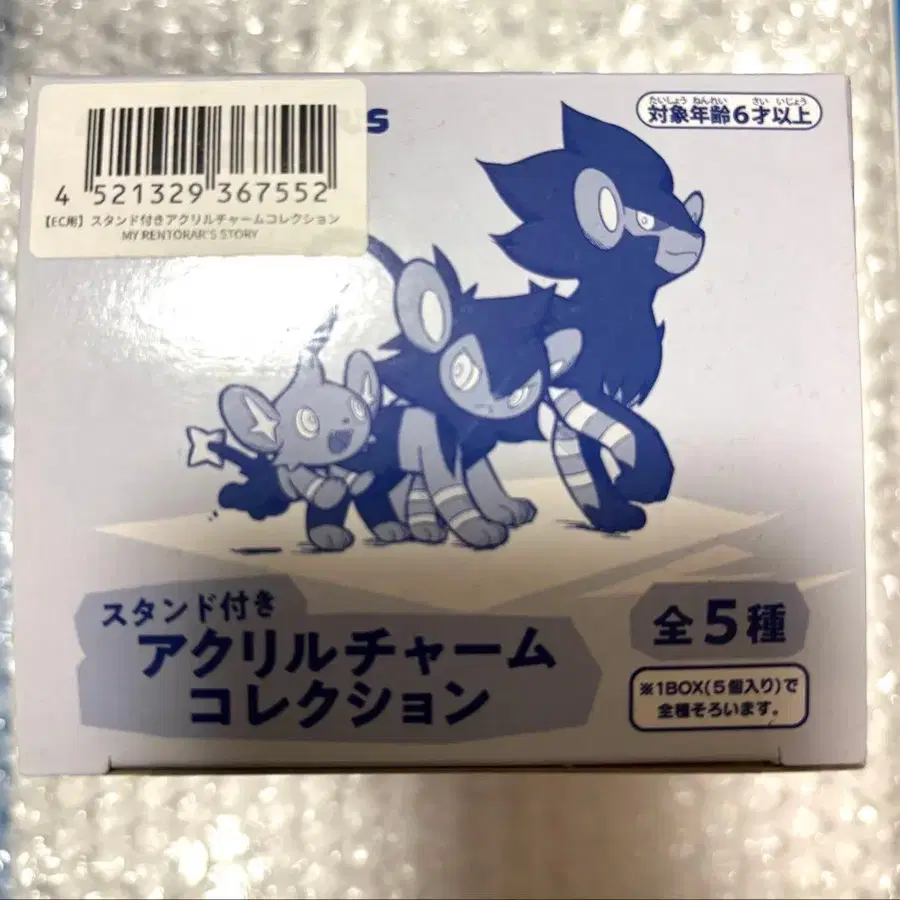 たいしょう ねんれい さい いじょう
対象年齢6才以上
4 521329 367552
【EC用】スタンド付きアクリルチャームコレクション
MY RENTORAR'S STORY
スタンド付き
アクリルチャーム
コレクション
全5種
※1BOX(5個入り)で
全種そろいます。